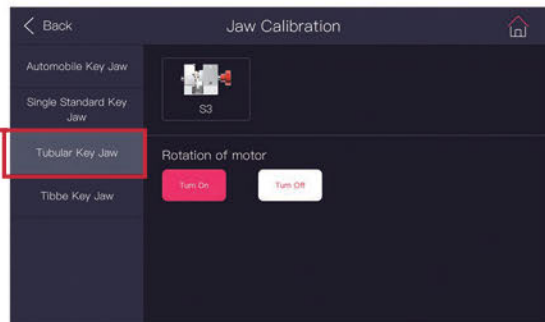 Back
Jaw Calibration
Automobile Key Jaw
Single Standard Key
Jaw
Tubular Key Jaw
Tibbe Key Jaw
S3
Rotation of motor
Turn On
Turn Off